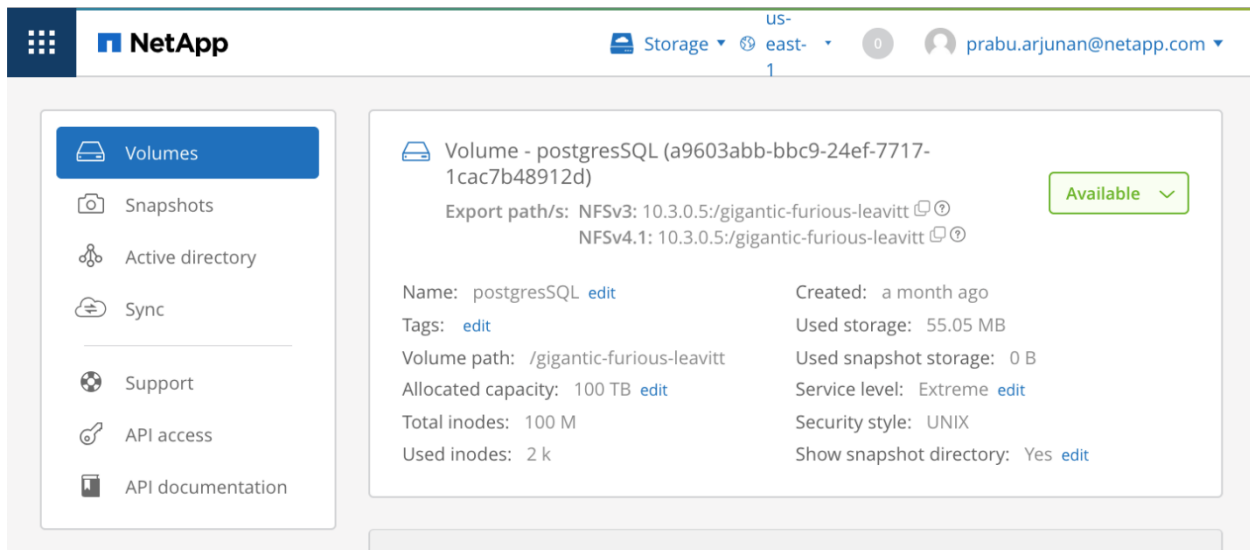 NetApp
Storage
us-
east-
1
0
prabu.arjunan@netapp.com
Volumes
Snapshots
Active directory
Sync
Support
API access
API documentation
Volume - postgresSQL (a9603abb-bbc9-24ef-7717-
1cac7b48912d)
Export path/s: NFSv3: 10.3.0.5:/gigantic-furious-leavitt
NFSv4.1: 10.3.0.5:/gigantic-furious-leavitt
Available
Name: postgresSQL edit
Tags: edit
Volume path: /gigantic-furious-leavitt
Allocated capacity: 100 TB edit
Total inodes: 100 M
Used inodes: 2 k
Created: a month ago
Used storage: 55.05 MB
Used snapshot storage: 0 B
Service level: Extreme edit
Security style: UNIX
Show snapshot directory: Yes edit